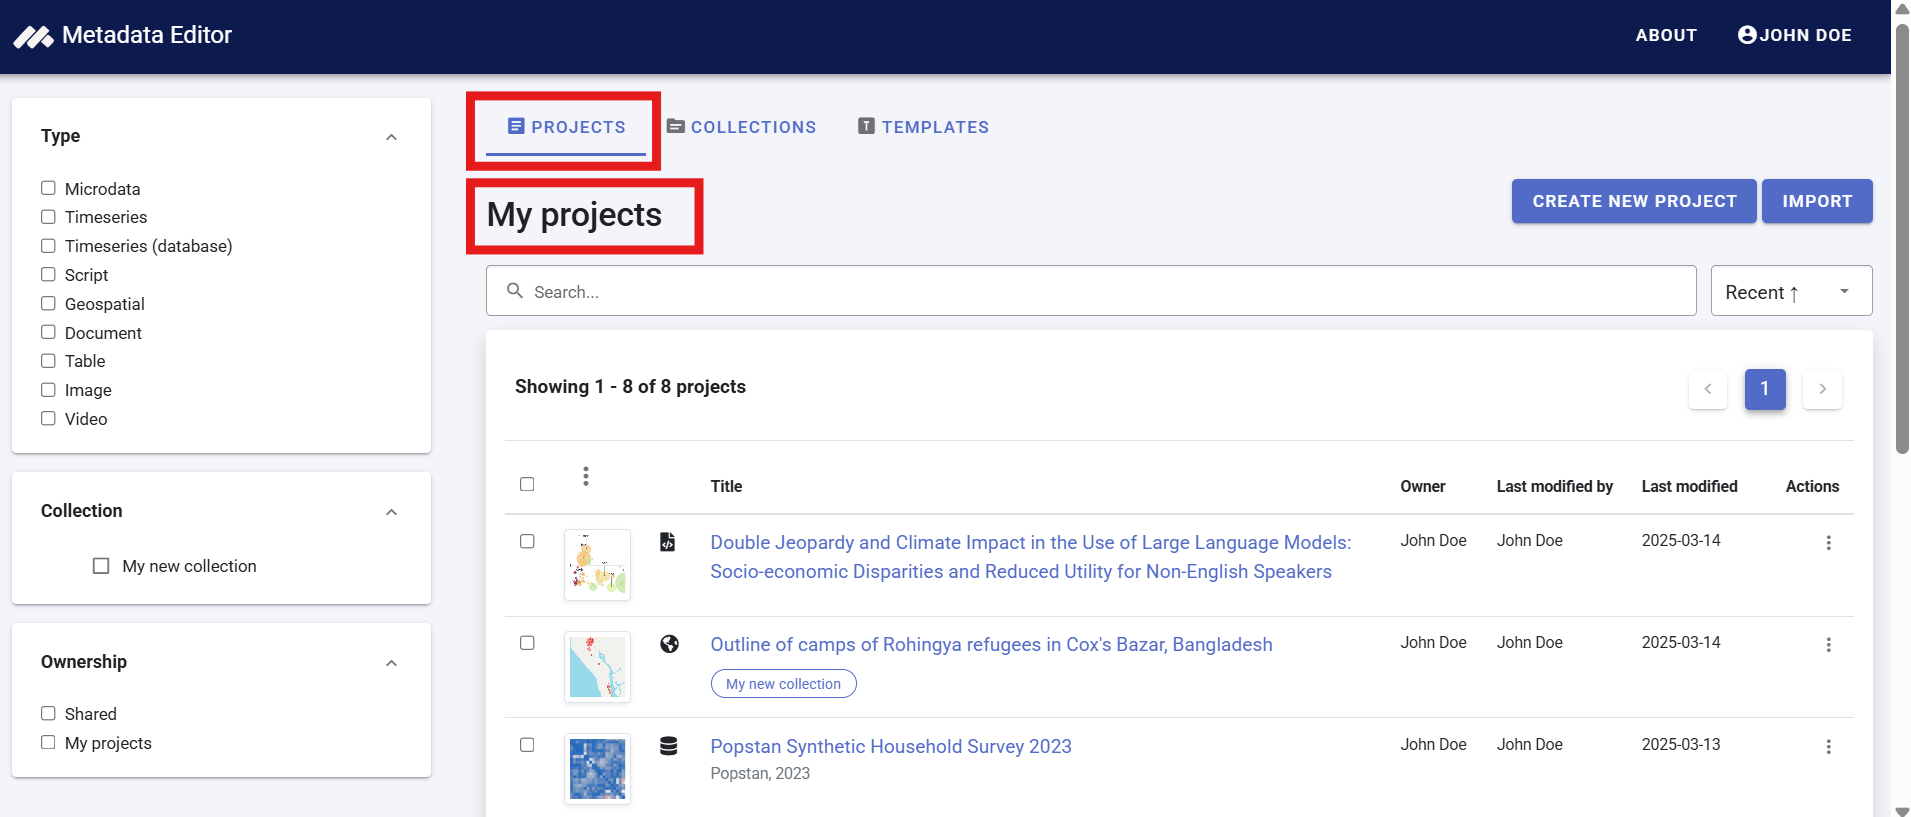 Metadata Editor
ABOUT
JOHN DOE
Type
Microdata
Timeseries
Timeseries (database)
Script
Geospatial
Document
Table
Image
Video
Collection
My new collection
Ownership
Shared
My projects
PROJECTS
COLLECTIONS
TEMPLATES
My projects
CREATE NEW PROJECT
IMPORT
Search...
Recent ↑
Showing 1 - 8 of 8 projects
1
Title
Owner
Last modified by
Last modified
Actions
Double Jeopardy and Climate Impact in the Use of Large Language Models:
Socio-economic Disparities and Reduced Utility for Non-English Speakers
John Doe
John Doe
2025-03-14
Outline of camps of Rohingya refugees in Cox's Bazar, Bangladesh
My new collection
John Doe
John Doe
2025-03-14
Popstan Synthetic Household Survey 2023
Popstan, 2023
John Doe
John Doe
2025-03-13